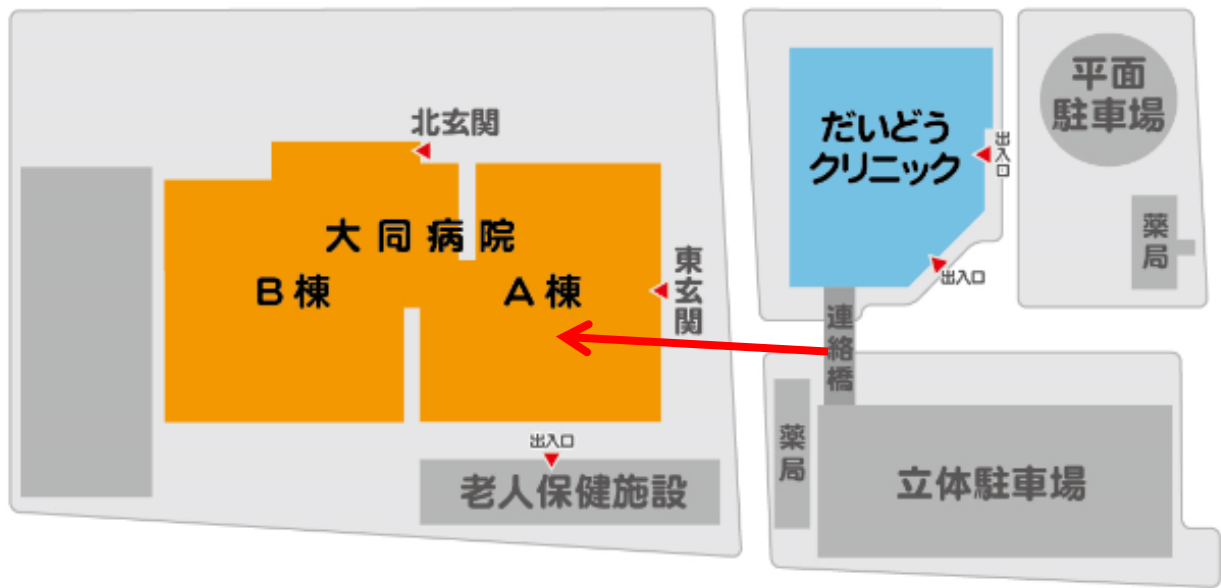 北玄関
大同病院
B棟
A棟
東玄関
出入口
老人保健施設
だいどう
クリニック
出入口
出入口
連絡橋
薬局
立体駐車場
平面
駐車場
薬局